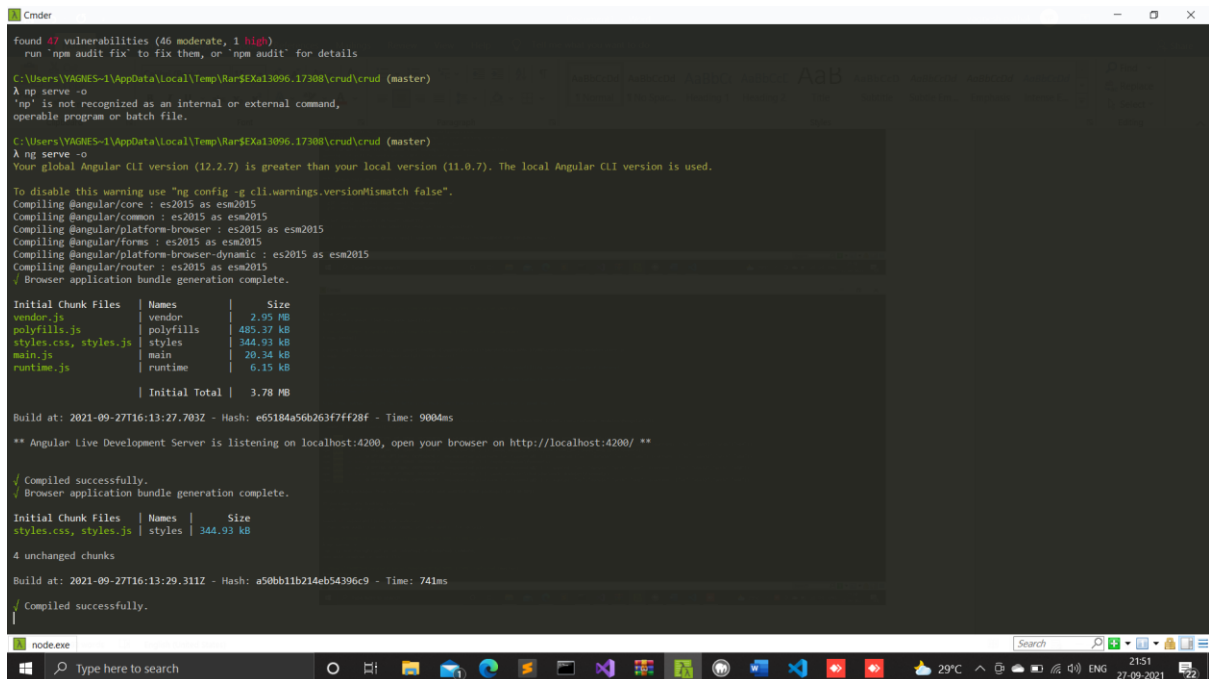 Cmder
found 47 vulnerabilities (46 moderate, 1 high)
run `npm audit fix` to fix them, or `npm audit` for details
C:\Users\YAGNES~1\AppData\Local\Temp\Rar$EXa13096.17308\crud\crud (master)
λ np serve -o
'np' is not recognized as an internal or external command,
operable program or batch file.
C:\Users\YAGNES~1\AppData\Local\Temp\Rar$EXa13096.17308\crud\crud (master)
λ ng serve -o
Your global Angular CLI version (12.2.7) is greater than your local version (11.0.7). The local Angular CLI version is used.
To disable this warning use "ng config -g cli.warnings.versionMismatch false".
Compiling @angular/core : es2015 as esm2015
Compiling @angular/common : es2015 as esm2015
Compiling @angular/platform-browser : es2015 as esm2015
Compiling @angular/forms : es2015 as esm2015
Compiling @angular/platform-browser-dynamic : es2015 as esm2015
Compiling @angular/router : es2015 as esm2015
√ Browser application bundle generation complete.
Initial Chunk Files | Names | Size
vendor.js | vendor | 2.95 MB
polyfills.js | polyfills | 485.37 kB
styles.css, styles.js | styles | 344.93 kB
main.js | main | 20.34 kB
runtime.js | runtime | 6.15 kB
| Initial Total | 3.78 MB
Build at: 2021-09-27T16:13:27.703Z - Hash: e65184a56b263f7ff28f - Time: 9004ms
** Angular Live Development Server is listening on localhost:4200, open your browser on http://localhost:4200/ **
√ Compiled successfully.
√ Browser application bundle generation complete.
Initial Chunk Files | Names | Size
styles.css, styles.js | styles | 344.93 kB
4 unchanged chunks
Build at: 2021-09-27T16:13:29.311Z - Hash: a50bb11b214eb54396c9 - Time: 741ms
√ Compiled successfully.
node.exe
Search
Type here to search
29°C
ENG
21:51
27-09-2021
22